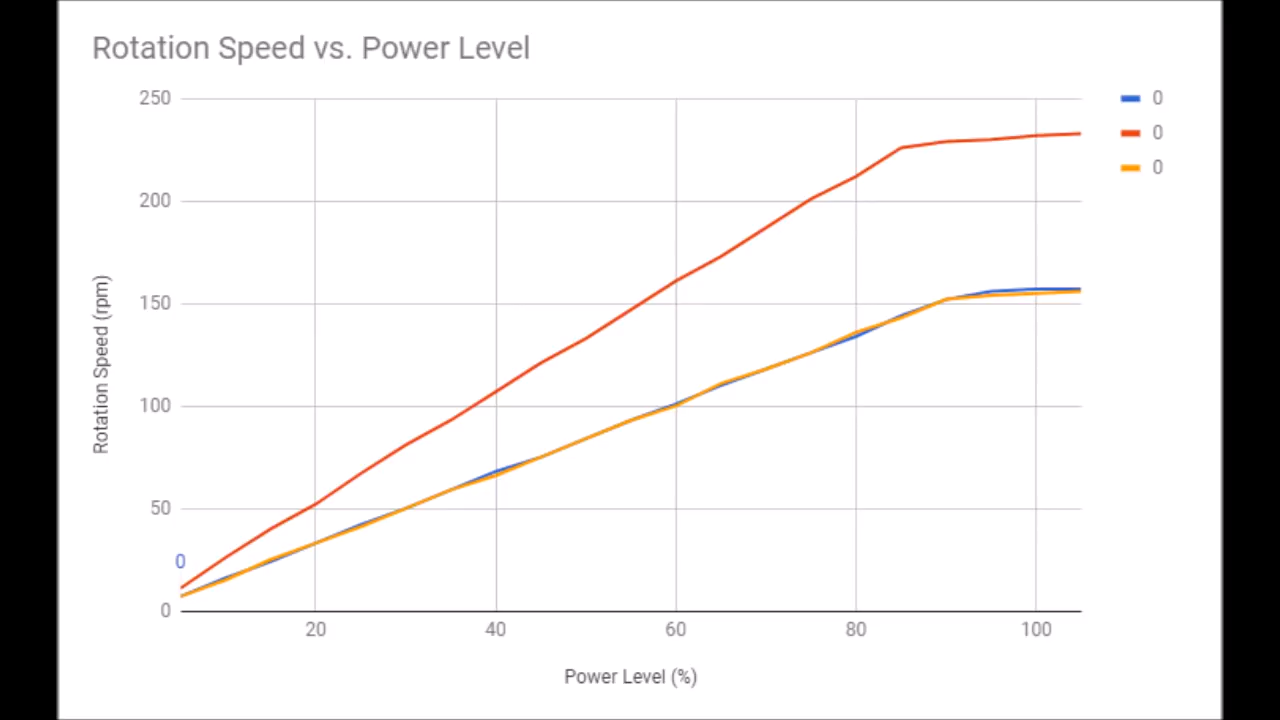 Rotation Speed vs. Power Level
250
200
150
100
50
0
Rotation Speed (rpm)
0
20 40 60 80 100
Power Level (%)
0
0
0